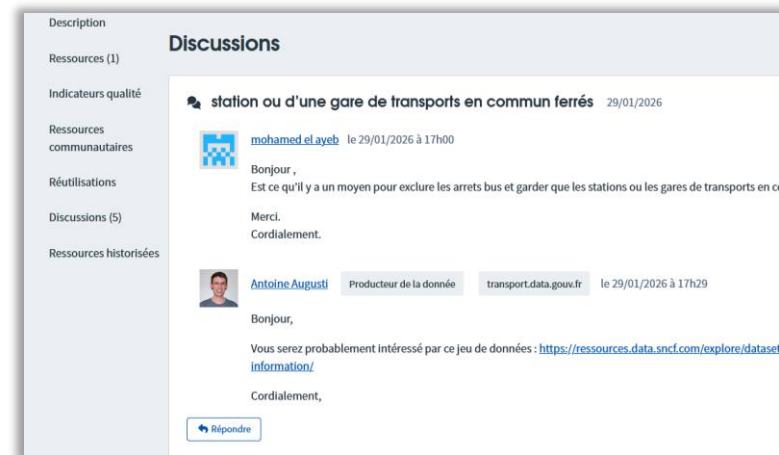 Description
Ressources (1)
Indicateurs qualité
Ressources
communautaires
Réutilisations
Discussions (5)
Ressources historisées
Discussions
station ou d'une gare de transports en commun ferrés 29/01/2026
mohamed el ayeb le 29/01/2026 à 17h00
Bonjour ,
Est ce qu'il y a un moyen pour exclure les arrets bus et garder que les stations ou les gares de transports en
Merci.
Cordialement.
Antoine Augusti Producteur de la donnée transport.data.gouv.fr le 29/01/2026 à 17h29
Bonjour,
Vous serez probablement intéressé par ce jeu de données : https://ressources.data.sncf.com/explore/dataset
information/
Cordialement,
Répondre